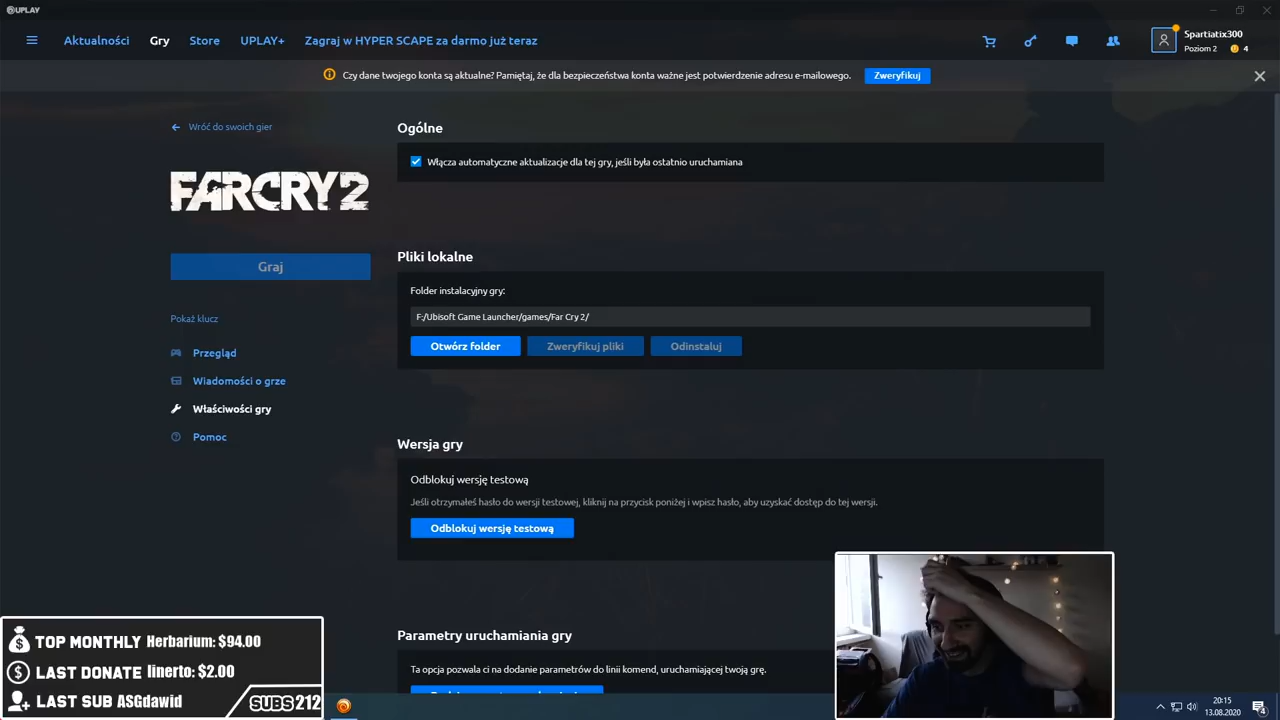 UPLAY
Aktualności
Gry
Store
UPLAY+
Zagraj w HYPER SCAPE za darmo już teraz
Spartiatix300
Poziom 2
4
Czy dane twojego konta są aktualne? Pamiętaj, że dla bezpieczeństwa konta ważne jest potwierdzenie adresu e-mailowego.
Zweryfikuj
Wróć do swoich gier
FARCRY2
Graj
Pokaż klucz
Przegląd
Wiadomości o grze
Właściwości gry
Pomoc
Ogólne
Włącza automatyczne aktualizacje dla tej gry, jeśli była ostatnio uruchamiana
Pliki lokalne
Folder instalacyjny gry:
F:/Ubisoft Game Launcher/games/Far Cry 2/
Otwórz folder
Zweryfikuj pliki
Odinstaluj
Wersja gry
Odblokuj wersję testową
Jeśli otrzymałeś hasło do wersji testowej, kliknij na przycisk poniżej i wpisz hasło, aby uzyskać dostęp do tej wersji.
Odblokuj wersję testową
Parametry uruchamiania gry
Ta opcja pozwala ci na dodanie parametrów do linii komend, uruchamiającej twoją grę.
TOP MONTHLY Herbarium: $94.00
LAST DONATE linerto: $2.00
LAST SUB ASGdawid
SUBS 212
20:15
13.08.2020
4